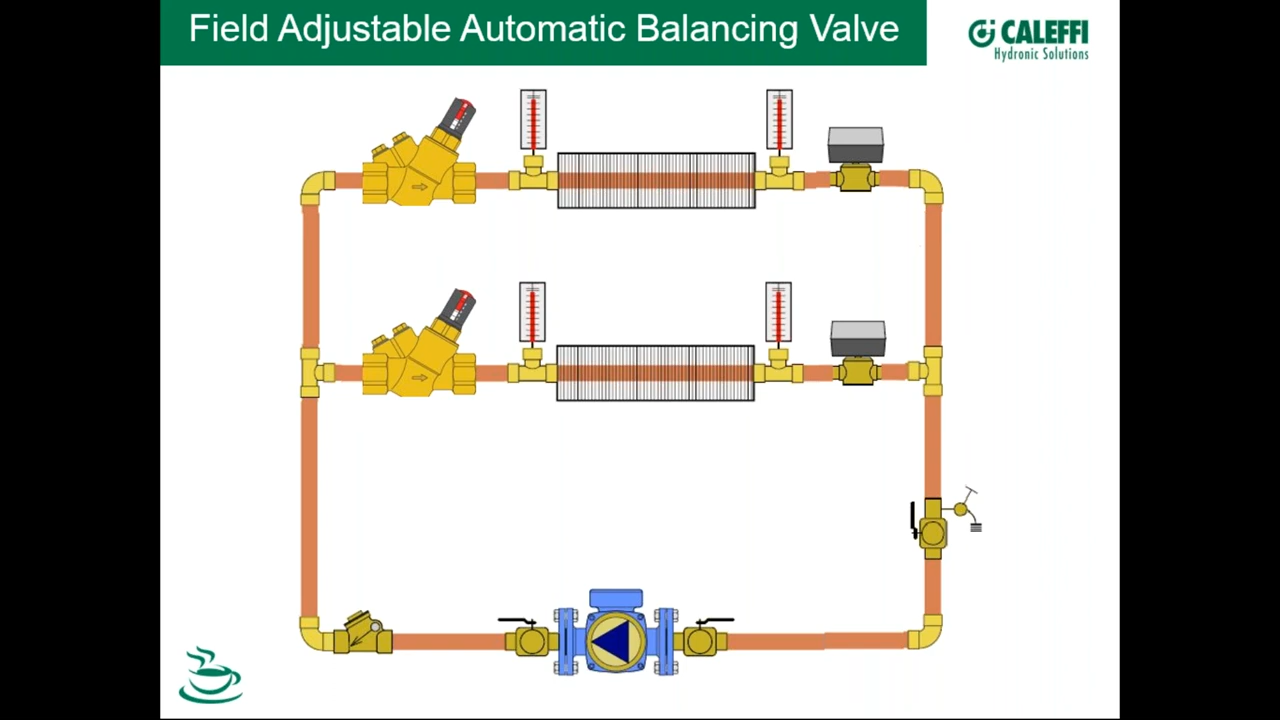 Field Adjustable Automatic Balancing Valve
CALEFFI
Hydronic Solutions